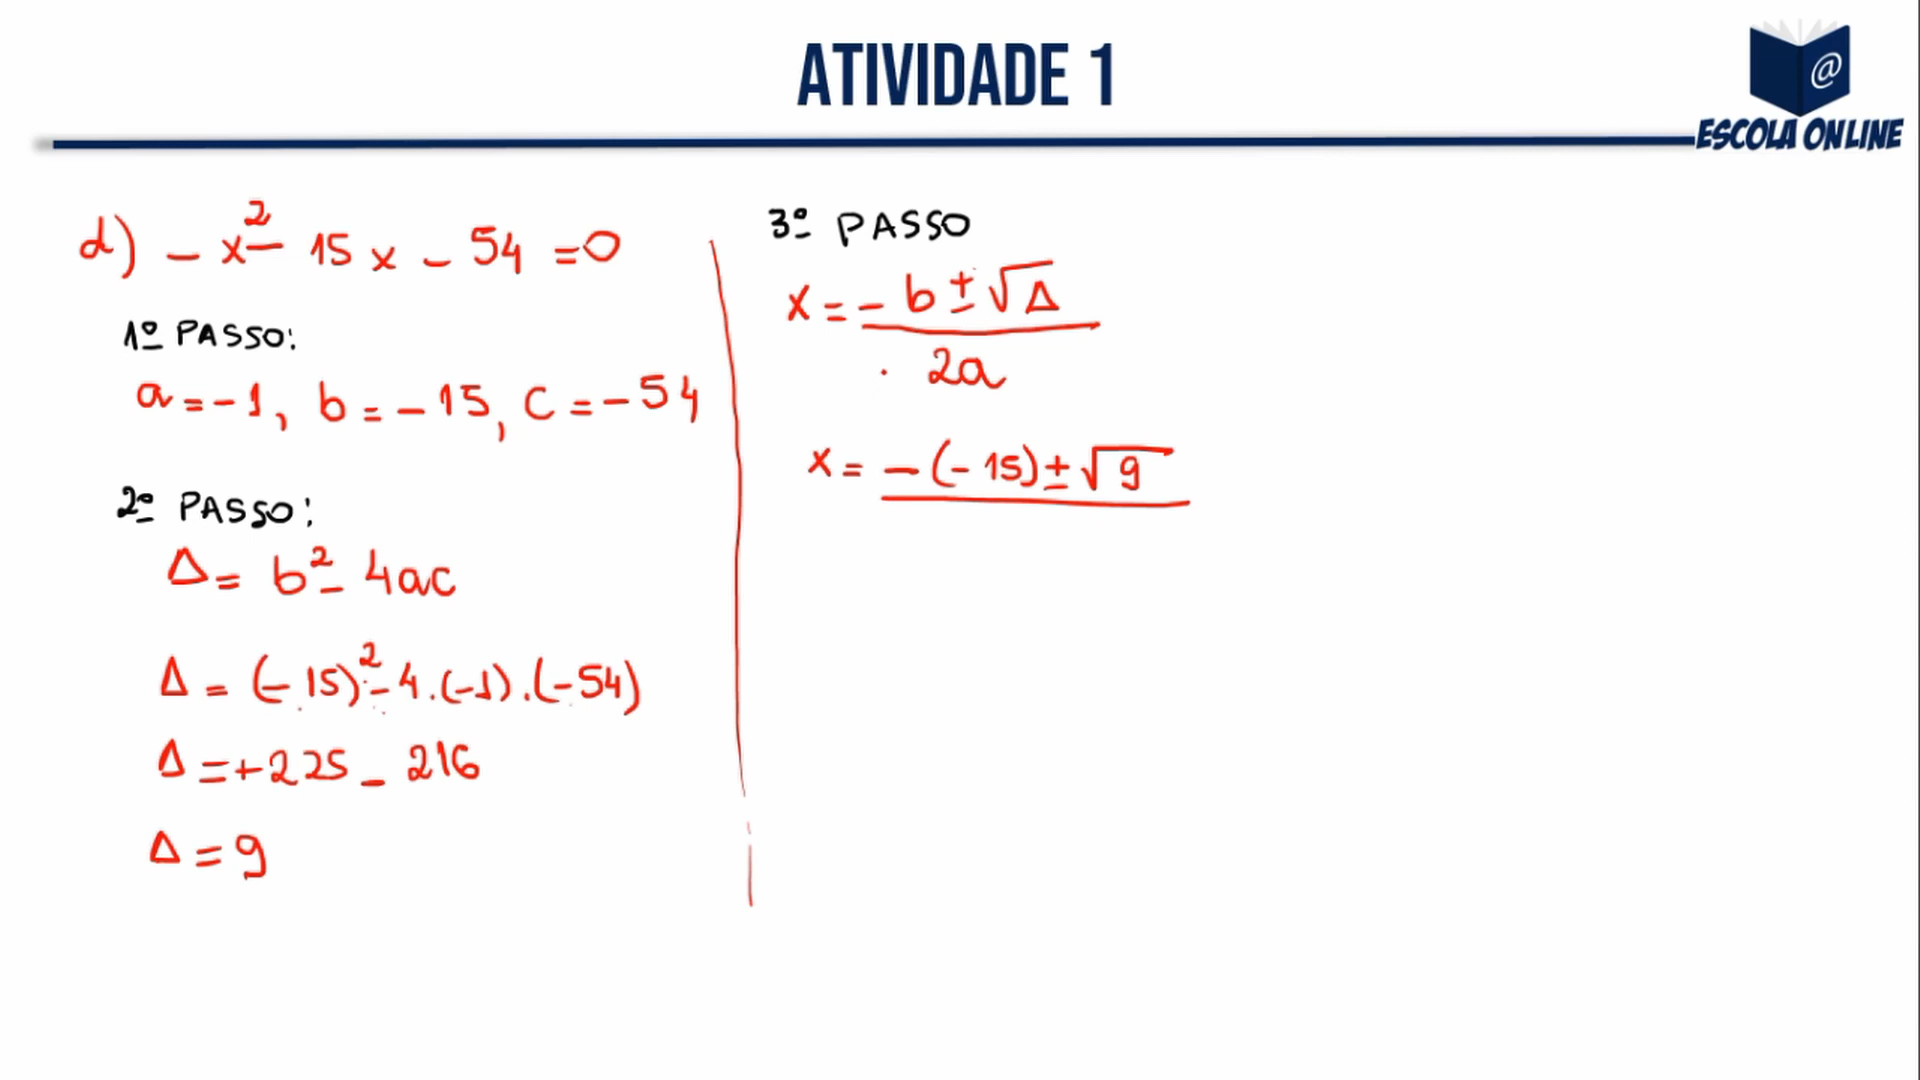 ATIVIDADE 1
@
ESCOLA ONLINE
d) - x² - 15x - 54 = 0
1º PASSO:
a = -1, b = -15, c = -54
2º PASSO:
Δ = b² - 4ac
Δ = (-15)² - 4.(-1).(-54)
Δ = +225 - 216
Δ = 9
3º PASSO
x = - b ± √Δ
2a
x = -(-15) ± √9